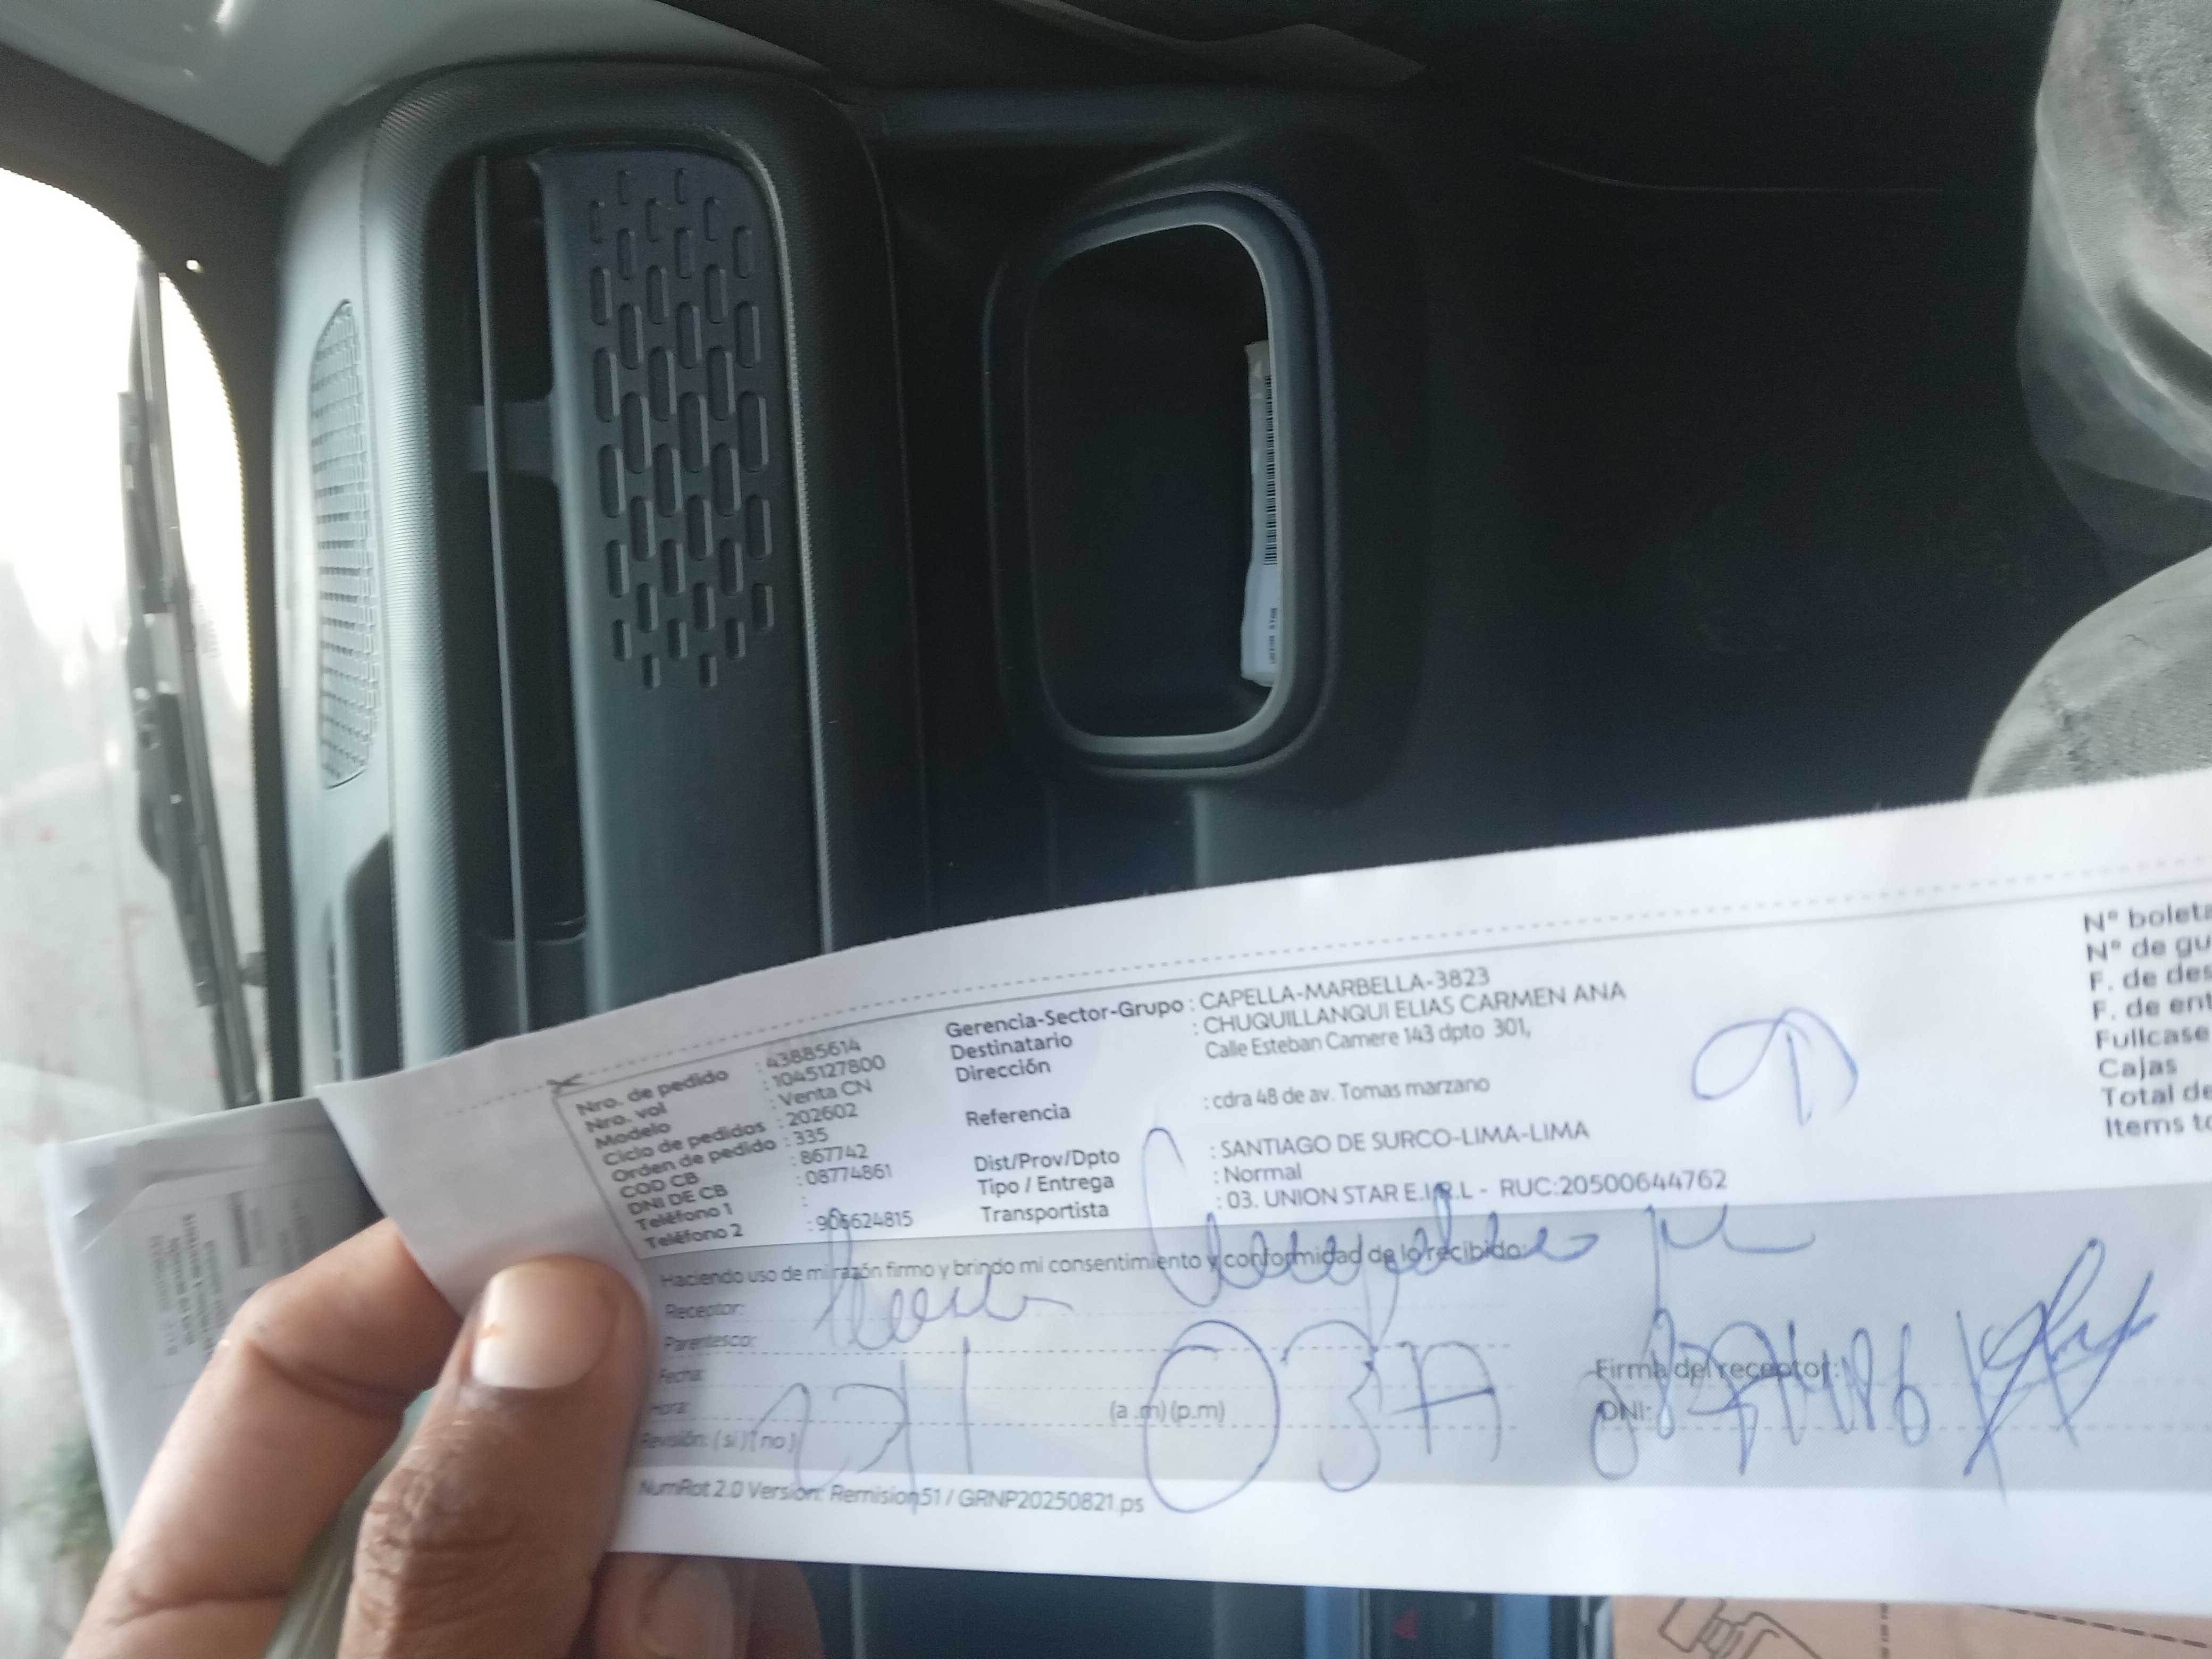 Nro. de pedido : 43885614
Nro. vol : 1045127800
Modelo : Venta CN
Ciclo de pedidos : 202602
Orden de pedido : 335
COD CB : 867742
DNI DE CB : 08774861
Teléfono 1 :
Teléfono 2 : 906624815
Gerencia-Sector-Grupo : CAPELLA-MARBELLA-3823
Destinatario : CHUQUILLANQUI ELIAS CARMEN ANA
Dirección Calle Esteban Camere 143 dpto 301,
Referencia : cdra 48 de av. Tomas marzano
Dist/Prov/Dpto : SANTIAGO DE SURCO-LIMA-LIMA
Tipo / Entrega : Normal
Transportista : 03. UNION STAR E.I.R.L - RUC:20500644762
N° boleta
N° de gu
F. de des
F. de ent
Fullcase
Cajas
Total de
Items to
Haciendo uso de mi razón firmo y brindo mi consentimiento y conformidad de lo recibido:
Receptor:
Parentesco:
Fecha:
Hora: (a .m) (p.m)
Revisión: ( si ) ( no )
Firma del receptor:
DNI:
NumRot 2.0 Version: Remision51 / GRNP20250821.ps